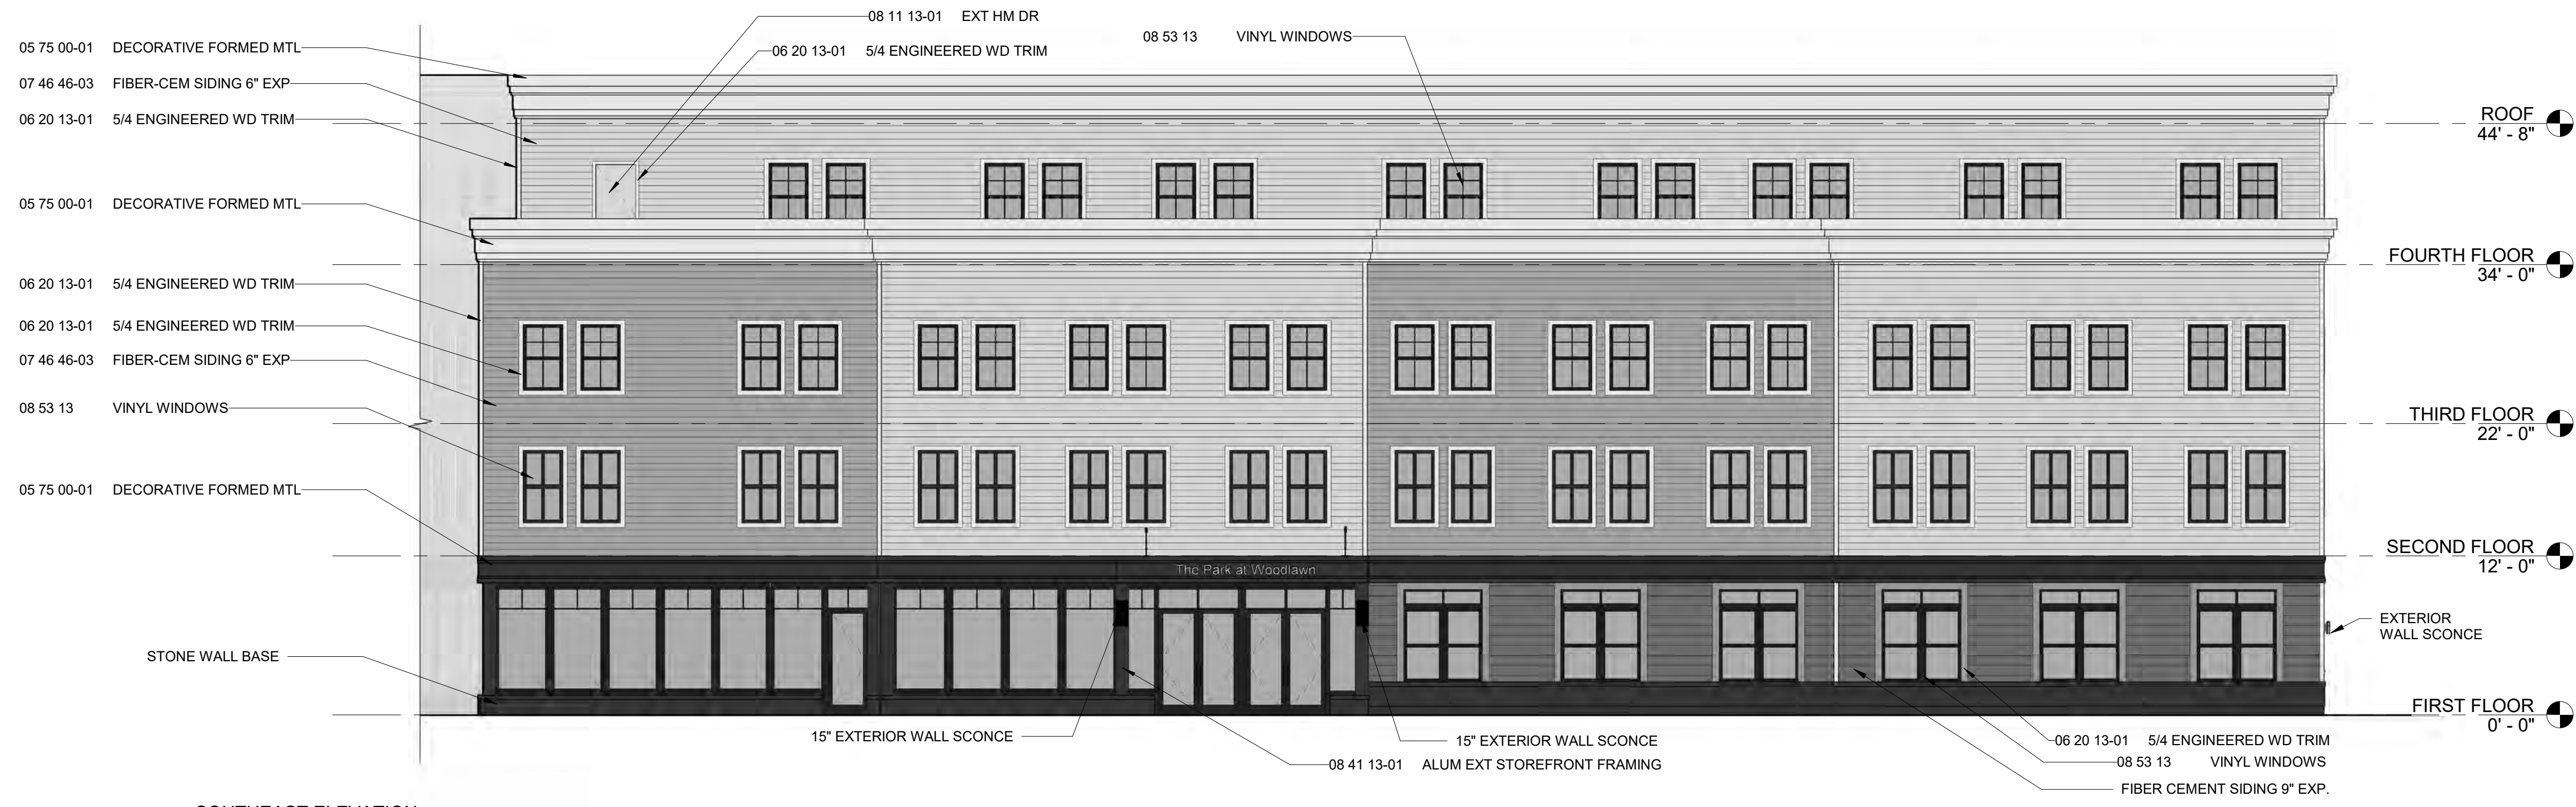 08 11 13-01 EXT HM DR
08 53 13 VINYL WINDOWS
05 75 00-01 DECORATIVE FORMED MTL
06 20 13-01 5/4 ENGINEERED WD TRIM
07 46 46-03 FIBER-CEM SIDING 6" EXP
06 20 13-01 5/4 ENGINEERED WD TRIM
ROOF
44' - 8"
05 75 00-01 DECORATIVE FORMED MTL
FOURTH FLOOR
34' - 0"
06 20 13-01 5/4 ENGINEERED WD TRIM
06 20 13-01 5/4 ENGINEERED WD TRIM
07 46 46-03 FIBER-CEM SIDING 6" EXP
08 53 13 VINYL WINDOWS
THIRD FLOOR
22' - 0"
05 75 00-01 DECORATIVE FORMED MTL
SECOND FLOOR
12' - 0"
The Park at Woodlawn
EXTERIOR
WALL SCONCE
STONE WALL BASE
FIRST FLOOR
0' - 0"
15" EXTERIOR WALL SCONCE
15" EXTERIOR WALL SCONCE
06 20 13-01 5/4 ENGINEERED WD TRIM
08 41 13-01 ALUM EXT STOREFRONT FRAMING
08 53 13 VINYL WINDOWS
FIBER CEMENT SIDING 9" EXP.
SOUTHEAST ELEVATION